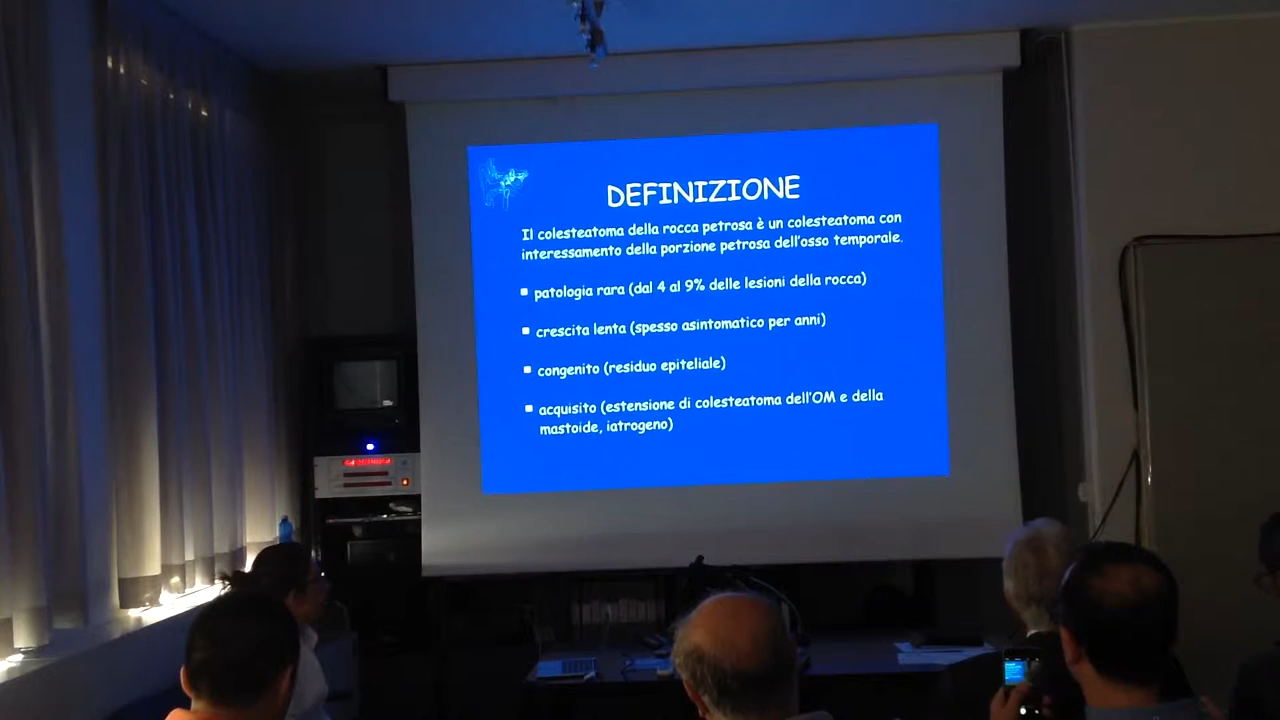 DEFINIZIONE
Il colesteatoma della rocca petrosa è un colesteatoma con
interessamento della porzione petrosa dell'osso temporale.
patologia rara (dal 4 al 9% delle lesioni della rocca)
crescita lenta (spesso asintomatico per anni)
congenito (residuo epiteliale)
acquisito (estensione di colesteatoma dell'OM e della
mastoide, iatrogeno)